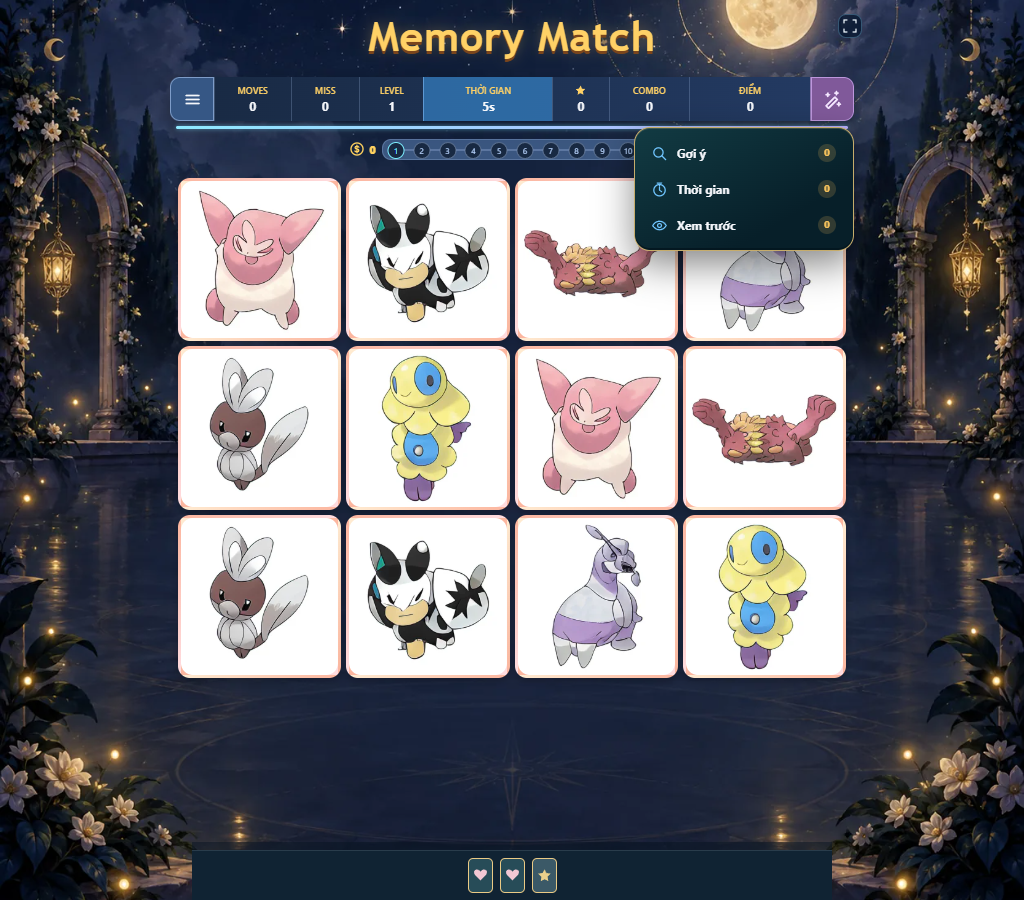 Memory Match
MOVES MISS LEVEL THỜI GIAN COMBO ĐIỂM
0 0 1 5s 0 0 0
0 1 2 3 4 5 6 7 8 9 10
Gợi ý 0
Thời gian 0
Xem trước 0